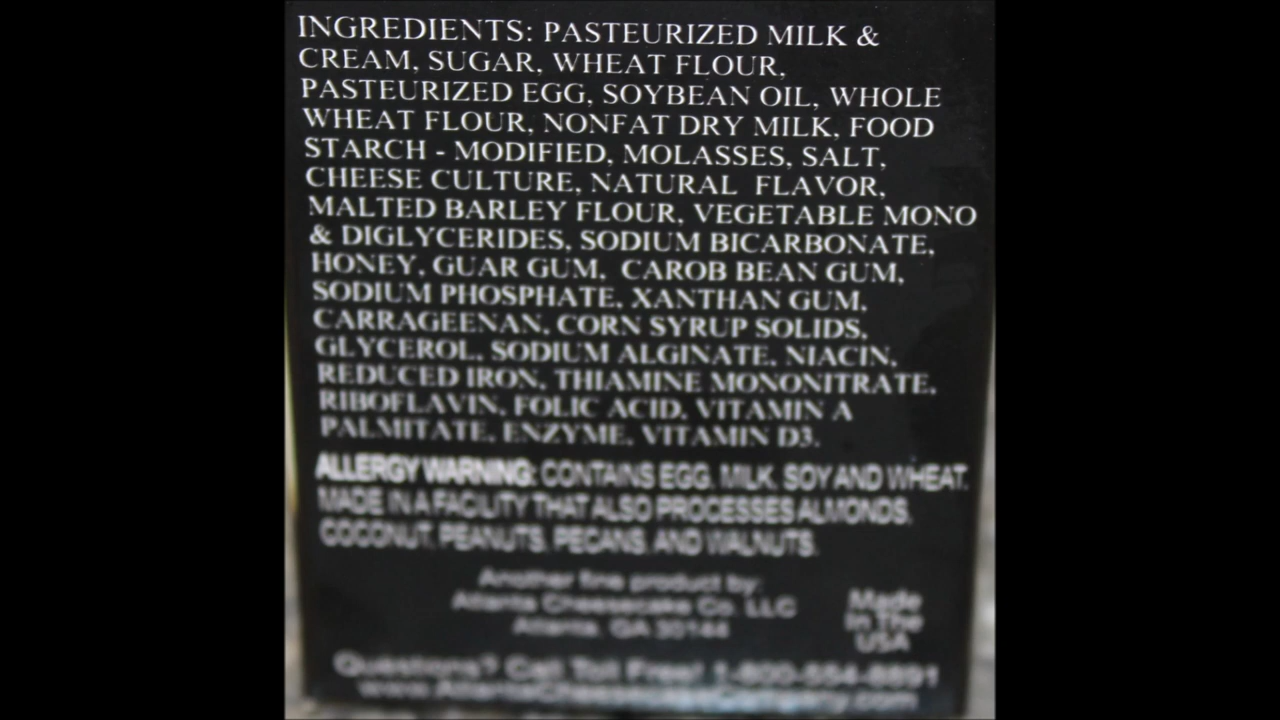 INGREDIENTS: PASTEURIZED MILK &
CREAM, SUGAR, WHEAT FLOUR,
PASTEURIZED EGG, SOYBEAN OIL, WHOLE
WHEAT FLOUR, NONFAT DRY MILK, FOOD
STARCH - MODIFIED, MOLASSES, SALT,
CHEESE CULTURE, NATURAL FLAVOR,
MALTED BARLEY FLOUR, VEGETABLE MONO
& DIGLYCERIDES, SODIUM BICARBONATE,
HONEY, GUAR GUM, CAROB BEAN GUM,
SODIUM PHOSPHATE, XANTHAN GUM,
CARRAGEENAN, CORN SYRUP SOLIDS,
GLYCEROL, SODIUM ALGINATE, NIACIN,
REDUCED IRON, THIAMINE MONONITRATE,
RIBOFLAVIN, FOLIC ACID, VITAMIN A
PALMITATE, ENZYME, VITAMIN D3.
ALLERGY WARNING: CONTAINS EGG, MILK, SOY AND WHEAT.
MADE IN A FACILITY THAT ALSO PROCESSES ALMONDS,
COCONUT, PEANUTS, PECANS, AND WALNUTS.
Another fine product by:
Atlanta Cheesecake Co. LLC
Atlanta, GA 30144
Made
In The
USA
Questions? Call Toll Free! 1-800-554-8891
www.AtlantaCheesecakeCompany.com